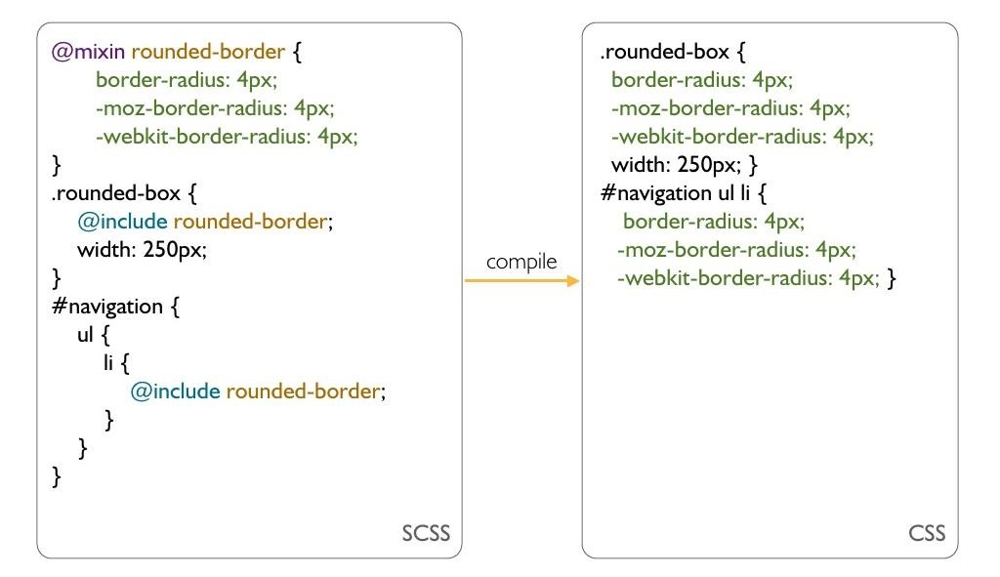 @mixin rounded-border {
border-radius: 4px;
-moz-border-radius: 4px;
-webkit-border-radius: 4px;
}
.rounded-box {
@include rounded-border;
width: 250px;
}
#navigation {
ul {
li {
@include rounded-border;
}
}
}
SCSS
compile
.rounded-box {
border-radius: 4px;
-moz-border-radius: 4px;
-webkit-border-radius: 4px;
width: 250px; }
#navigation ul li {
border-radius: 4px;
-moz-border-radius: 4px;
-webkit-border-radius: 4px; }
CSS